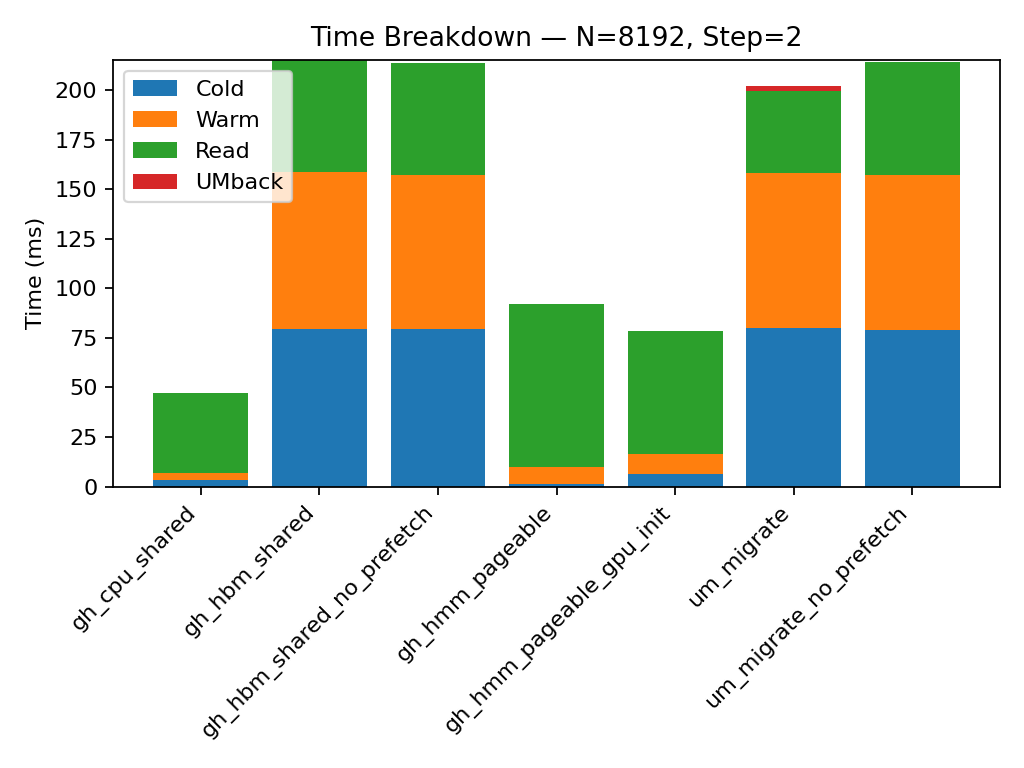 Time Breakdown — N=8192, Step=2
Time (ms)
200
175
150
125
100
75
50
25
0
Cold
Warm
Read
UMback
gh_cpu_shared
gh_hbm_shared
gh_hbm_shared_no_prefetch
gh_hmm_pageable
gh_hmm_pageable_gpu_init
um_migrate
um_migrate_no_prefetch